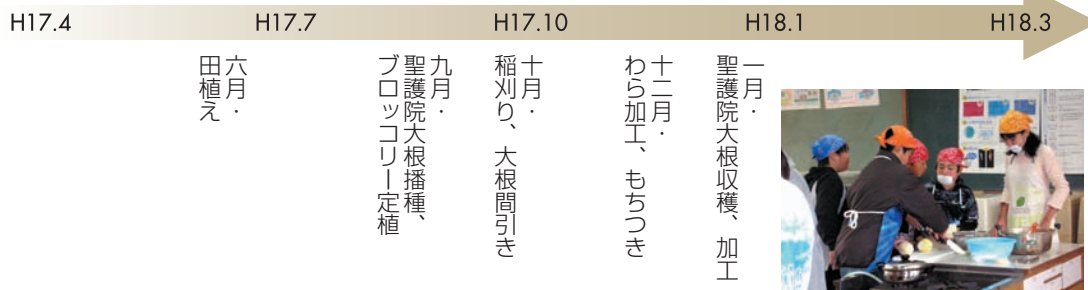 H17.4
H17.7
H17.10
H18.1
H18.3
六月・
田植え
九月・
聖護院大根播種、
ブロッコリー定植
十月・
稲刈り、大根間引き
十二月・
わら加工、もちつき
一月・
聖護院大根収穫、加工